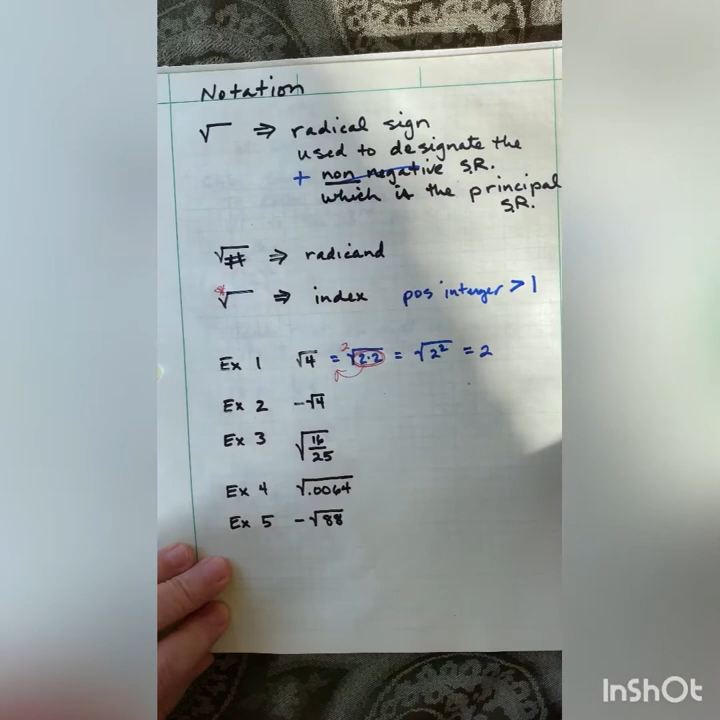 Notation
√ ⇒ radical sign
used to designate the
+ non negative S.R.
which is the principal
S.R.
√# ⇒ radicand
*√ ⇒ index pos interger > 1
Ex 1 √4 = ²√2·2 = √2² = 2
Ex 2 -√4
Ex 3 √16/25
Ex 4 √.0064
Ex 5 -√88
InShOt